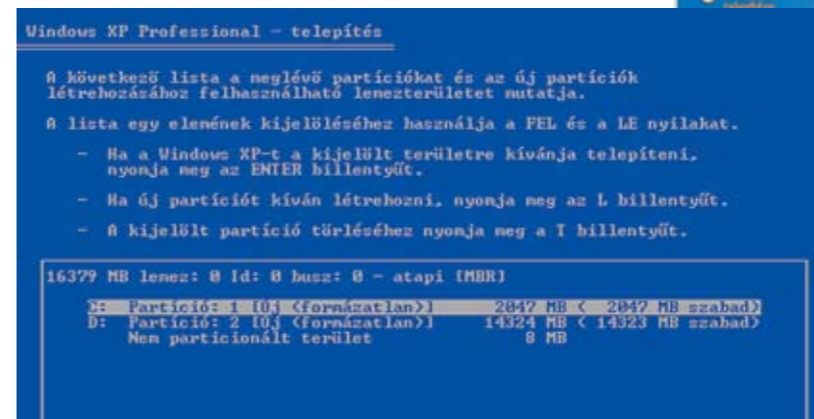 Windows XP Professional - telepítés
A következő lista a meglévő partíciókat és az új partíciók
létrehozásához felhasználható lemezterületet mutatja.
A lista egy elemének kijelöléséhez használja a FEL és a LE nyilakat.
- Ha a Windows XP-t a kijelölt területre kívánja telepíteni,
nyomja meg az ENTER billentyűt.
- Ha új partíciót kíván létrehozni, nyomja meg az L billentyűt.
- A kijelölt partíció törléséhez nyomja meg a T billentyűt.
16379 MB lemez: 0 Id: 0 busz: 0 - atapi [MBR]
C: Partíció: 1 [Új (formázatlan)] 2047 MB ( 2047 MB szabad)
D: Partíció: 2 [Új (formázatlan)] 14324 MB ( 14323 MB szabad)
Nem particionált terület 8 MB